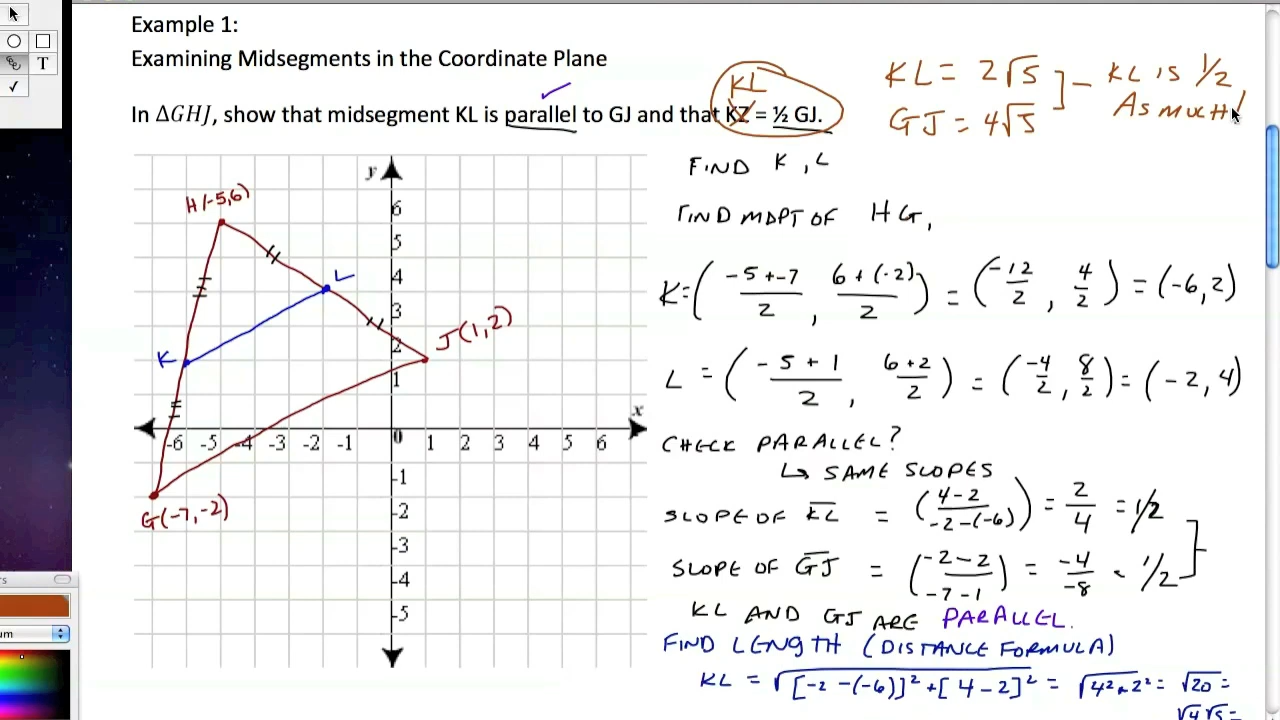 Example 1:
Examining Midsegments in the Coordinate Plane
In ΔGHJ, show that midsegment KL is parallel to GJ and that KZ = ½ GJ.
KL
KL = 2√5
GJ = 4√5
KL IS 1/2
AS MUCH!
T
y
x
H(-5,6)
L
K
J(1,2)
G(-7,-2)
6
5
4
3
2
1
-6 -5 -4 -3 -2 -1 0 1 2 3 4 5 6
-1
-2
-3
-4
-5
FIND K, L
FIND MDPT OF HG,
K=(-5+-7/2, 6+(-2)/2) = (-12/2, 4/2) = (-6,2)
L = (-5+1/2, 6+2/2) = (-4/2, 8/2) = (-2,4)
CHECK PARALLEL?
↳ SAME SLOPES
SLOPE OF KL = (4-2/-2-(-6)) = 2/4 = 1/2
SLOPE OF GJ = (-2-2/-7-1) = -4/-8 = 1/2
KL AND GJ ARE PARALLEL.
FIND LENGTH (DISTANCE FORMULA)
KL = √[-2-(-6)]²+[4-2]² = √4²+2² = √20 =
√4√5 =
rs
um